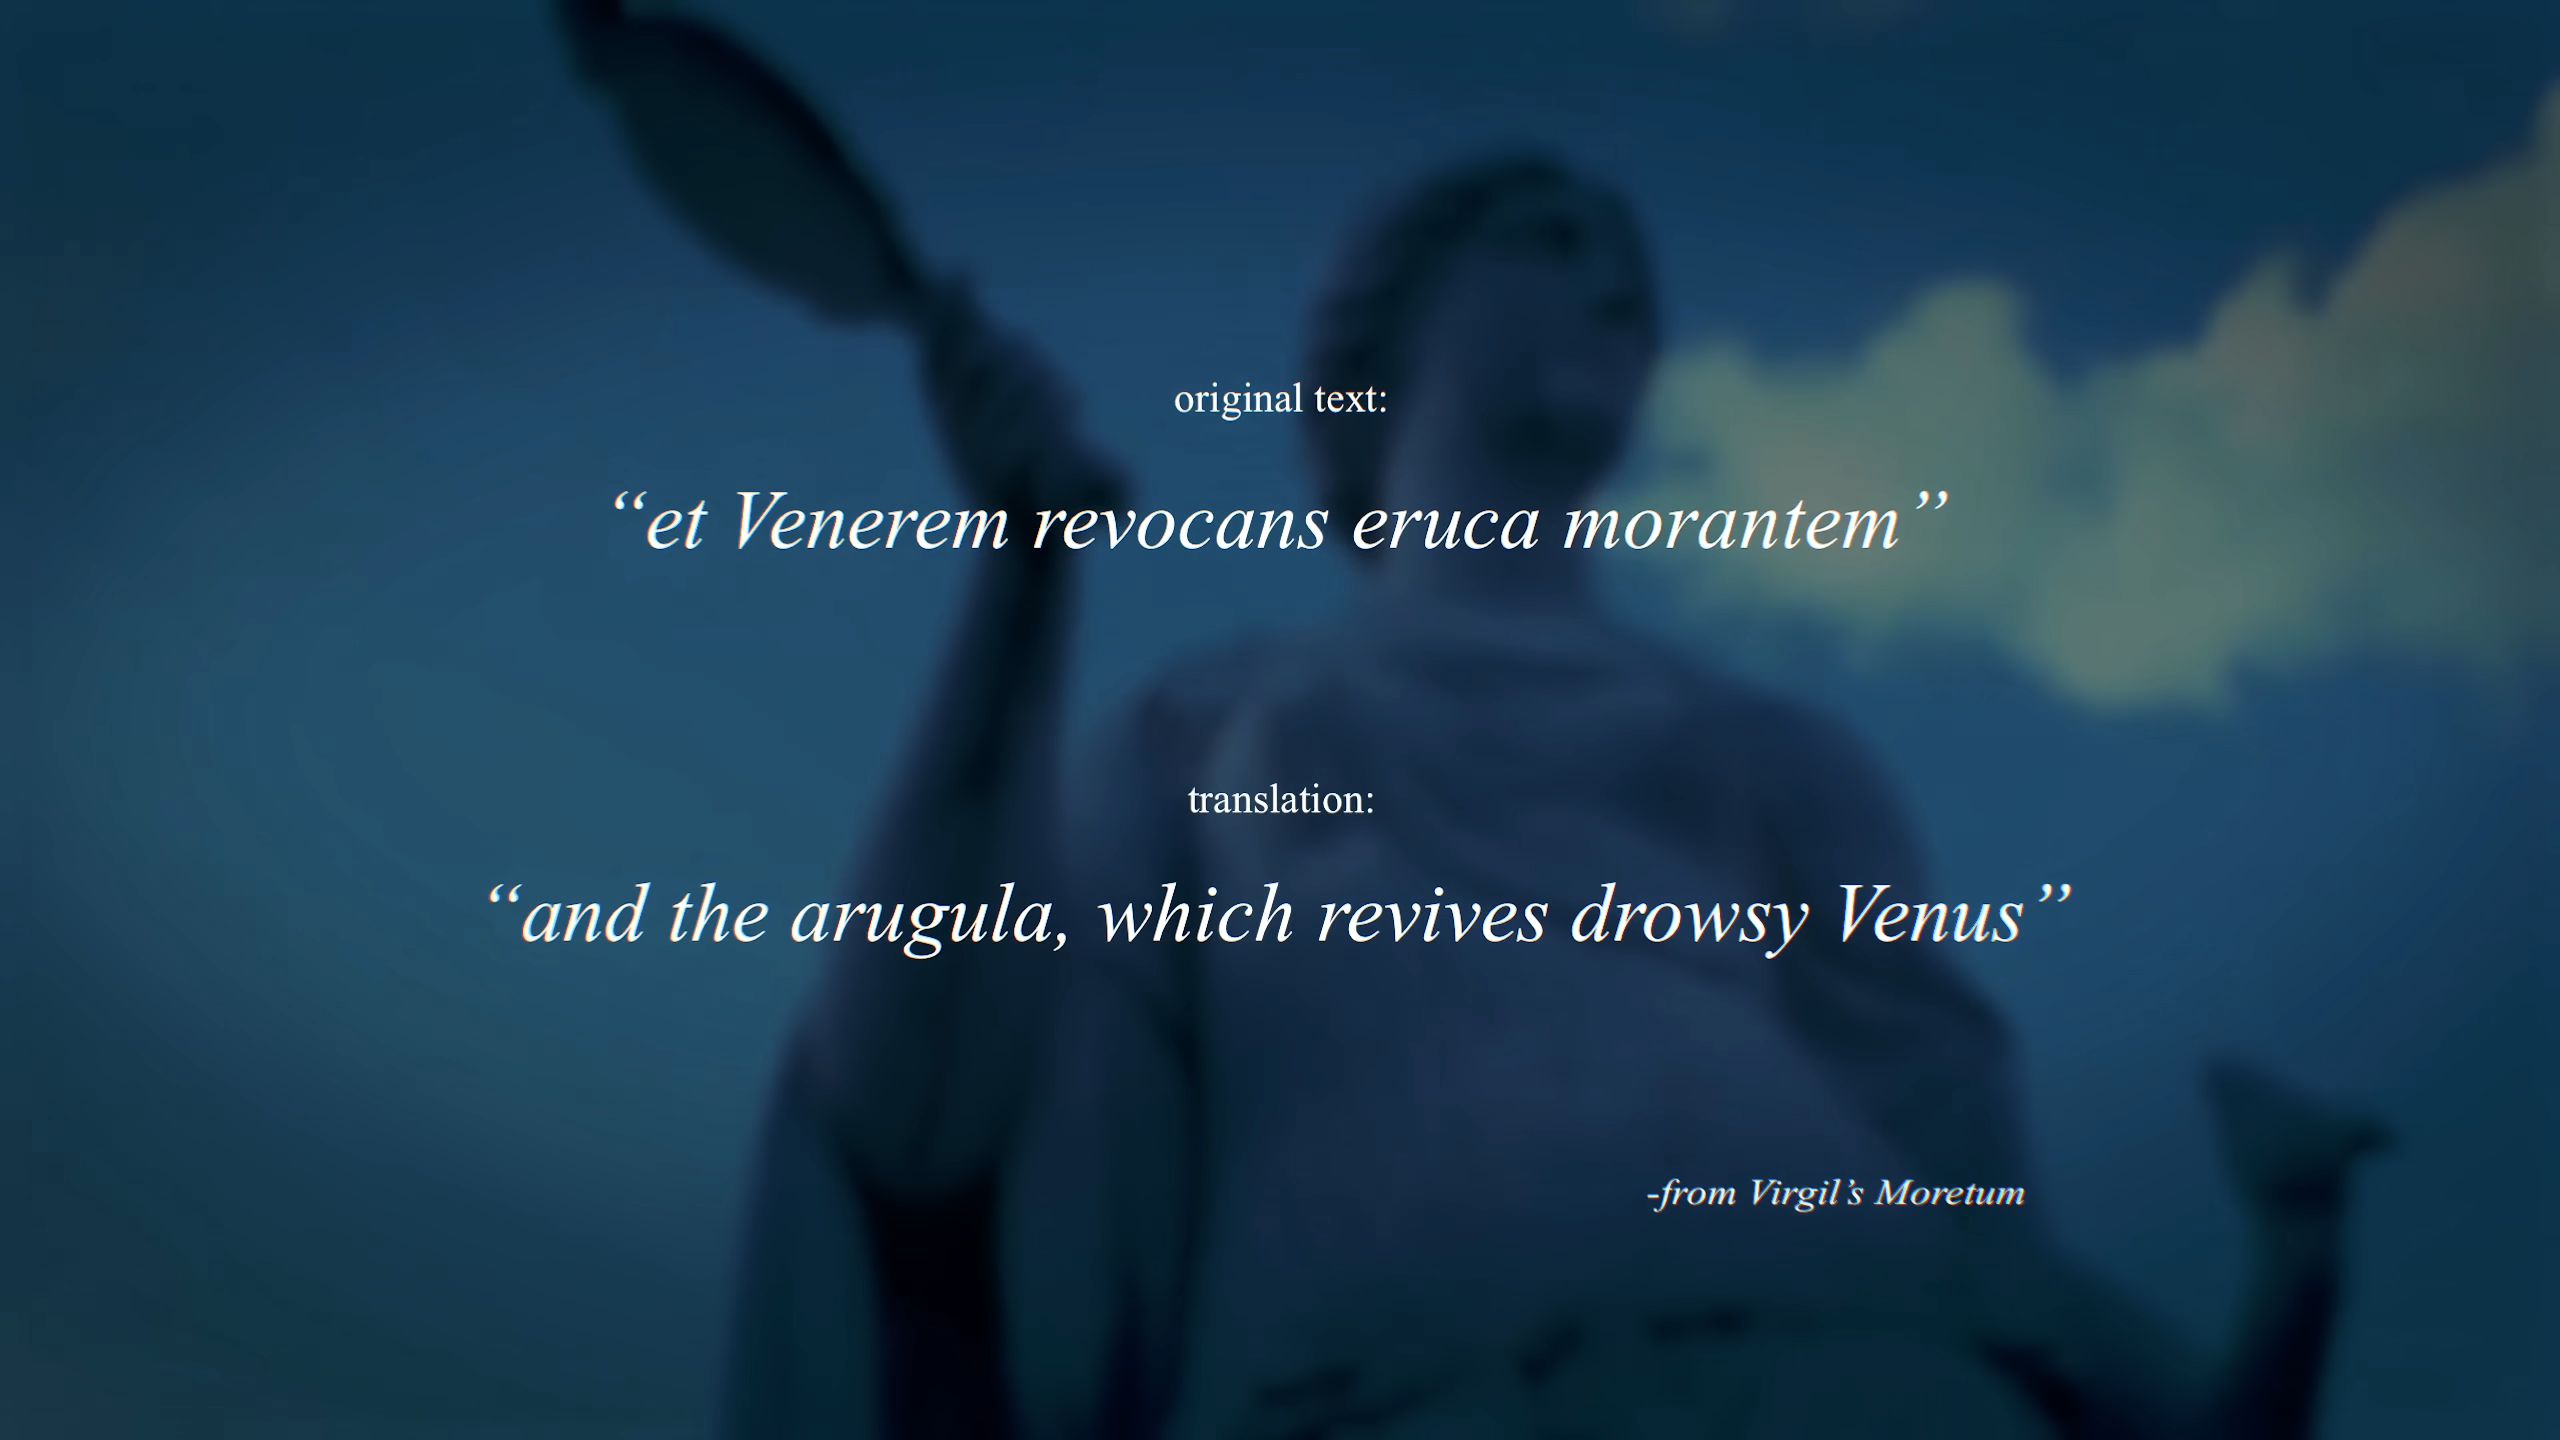 original text:
“et Venerem revocans eruca morantem”
translation:
“and the arugula, which revives drowsy Venus”
-from Virgil’s Moretum